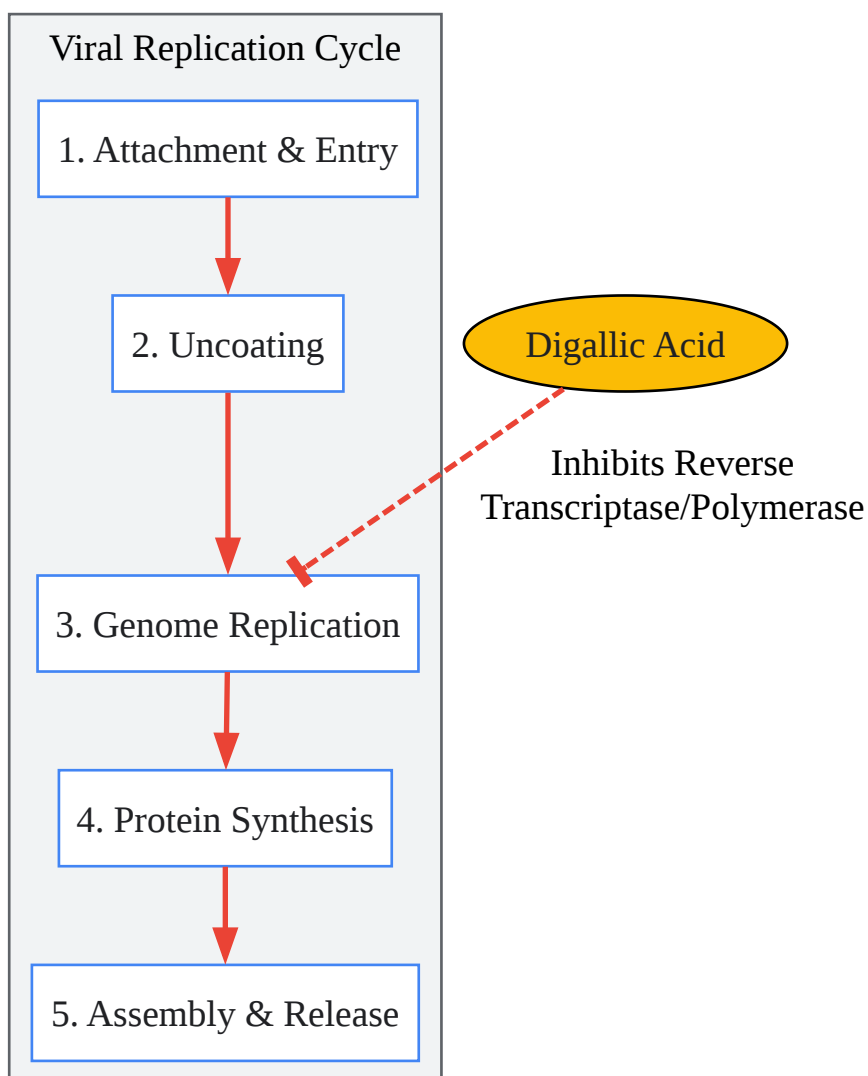 Viral Replication Cycle
1. Attachment & Entry
2. Uncoating
Digallic Acid
Inhibits Reverse
Transcriptase/Polymerase
3. Genome Replication
4. Protein Synthesis
5. Assembly & Release